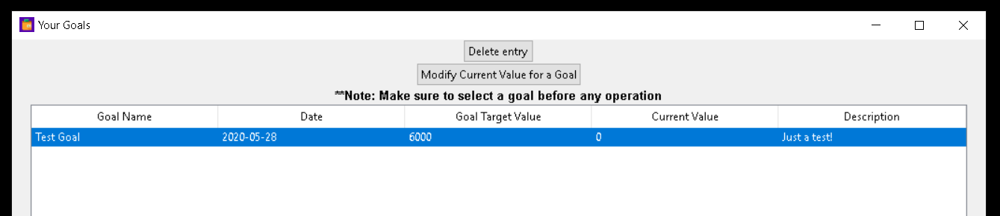 Your Goals
Delete entry
Modify Current Value for a Goal
**Note: Make sure to select a goal before any operation
Goal Name Date Goal Target Value Current Value Description
Test Goal 2020-05-28 6000 0 Just a test!